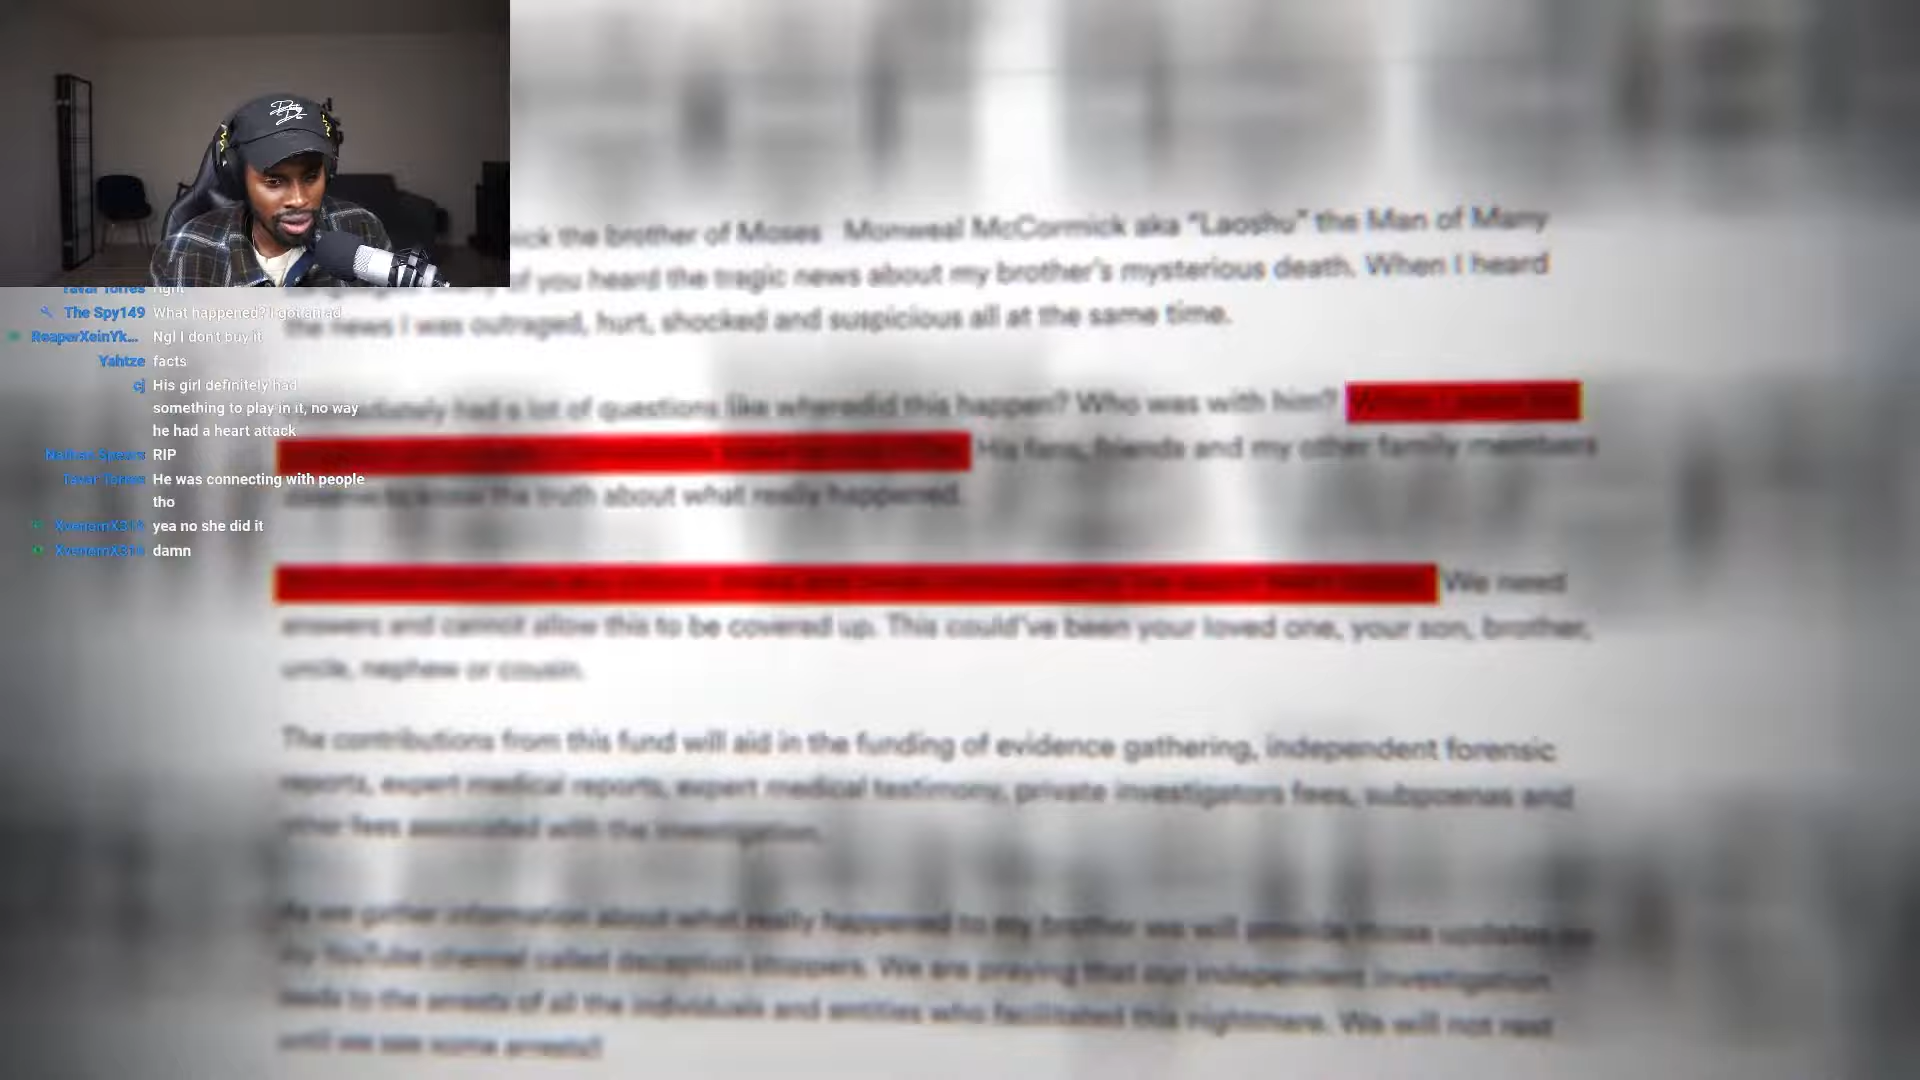 ick the brother of Moses Monweal McCormick aka “Laoshu” the Man of Many
of you heard the tragic news about my brother's mysterious death. When I heard
the news I was outraged, hurt, shocked and suspicious all at the same time.
had a lot of questions like wheredid this happen? Who was with him?
His fans, friends and my other family members
deserve to know the truth about what really happened.
We need
answers and cannot allow this to be covered up. This could've been your loved one, your son, brother,
uncle, nephew or cousin.
The contributions from this fund will aid in the funding of evidence gathering, independent forensic
reports, expert medical reports, expert medical testimony, private investigators fees, subpoenas and
other fees associated with the investigation.
As we gather information about what really happened to my brother we will provide those updates on
my YouTube channel called deception stoppers. We are praying that our independent investigation
leads to the arrests of all the individuals and entities who facilitated this nightmare. We will not rest
until we see some arrests!!
Tavar Torres right
The Spy149 What happened? I got an ad
ReaperXeinYk... Ngl I don't buy it
Yahtze facts
cj His girl definitely had
something to play in it, no way
he had a heart attack
Nathan Spears RIP
Tavar Torres He was connecting with people
tho
yea no she did it
damn